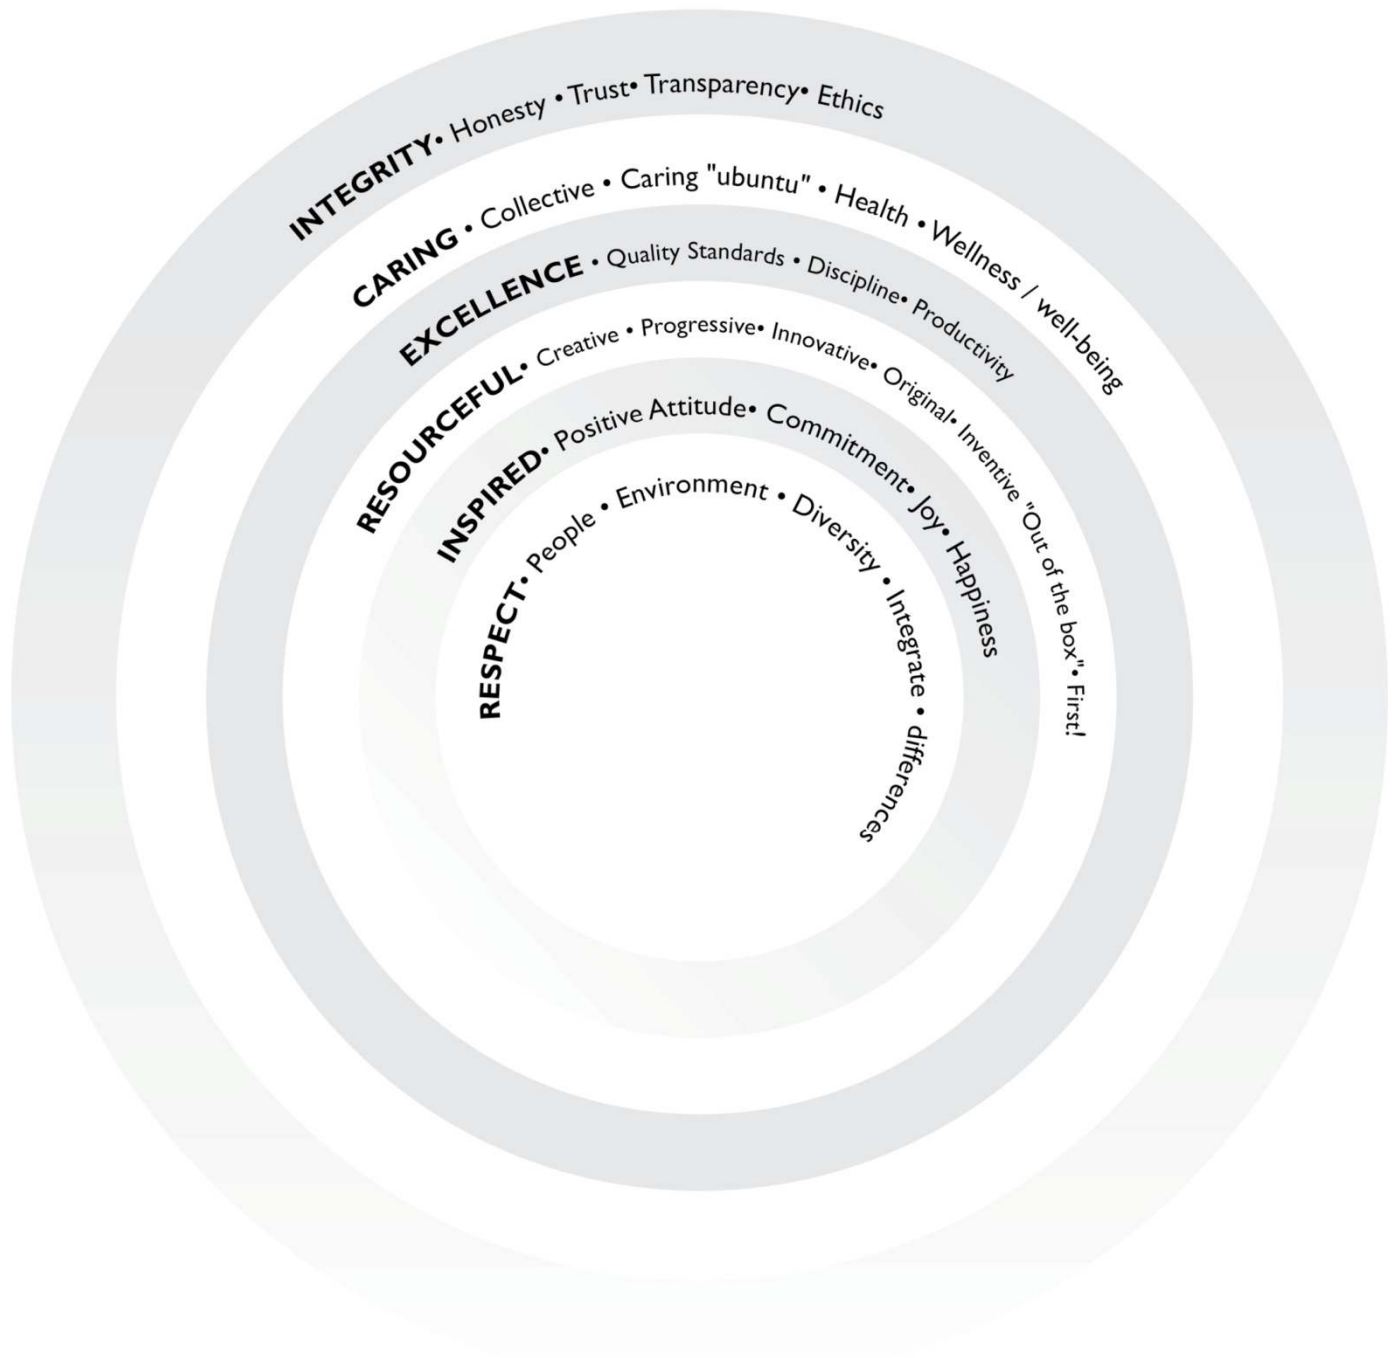 INTEGRITY• Honesty • Trust• Transparency• Ethics
CARING • Collective • Caring "ubuntu" • Health • Wellness / well-being
EXCELLENCE • Quality Standards • Discipline• Productivity
RESOURCEFUL• Creative • Progressive• Innovative• Original• Inventive "Out of the box"• First!
INSPIRED• Positive Attitude• Commitment• Joy• Happiness
RESPECT• People • Environment • Diversity • Integrate • differences